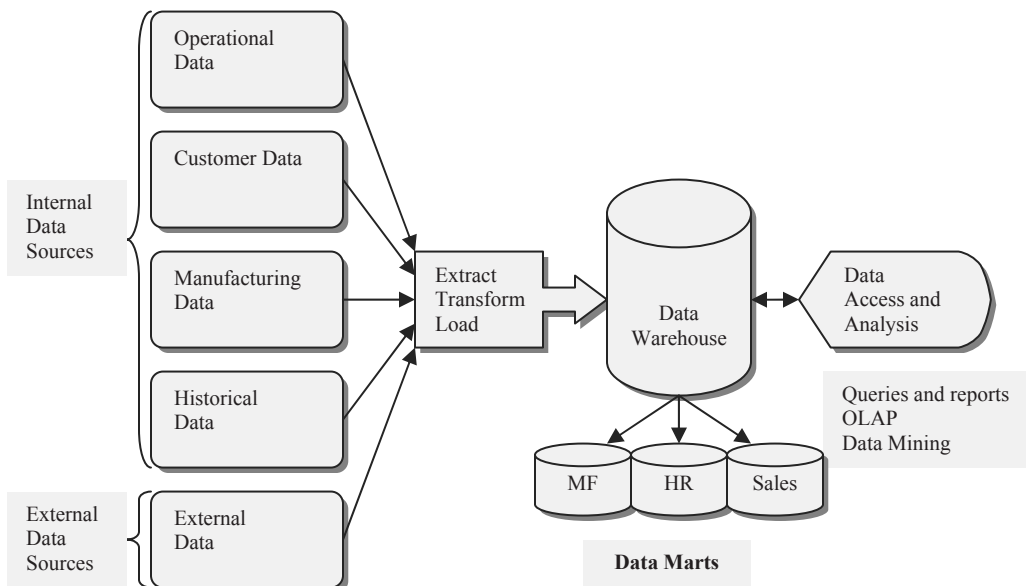 Internal
Data
Sources
Operational
Data
Customer Data
Manufacturing
Data
Historical
Data
External
Data
Sources
External
Data
Extract
Transform
Load
Data
Warehouse
Data
Access and
Analysis
Queries and reports
OLAP
Data Mining
MF
HR
Sales
Data Marts